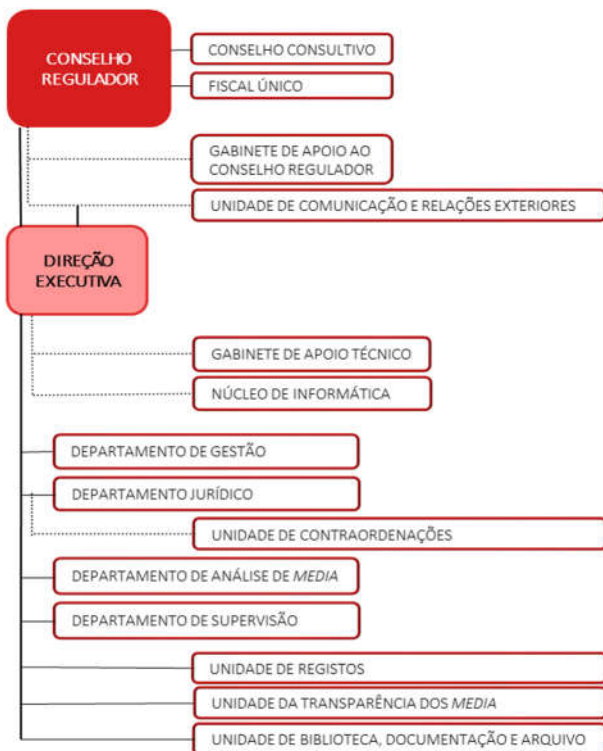 CONSELHO
REGULADOR
CONSELHO CONSULTIVO
FISCAL ÚNICO
GABINETE DE APOIO AO
CONSELHO REGULADOR
UNIDADE DE COMUNICAÇÃO E RELAÇÕES EXTERIORES
DIREÇÃO
EXECUTIVA
GABINETE DE APOIO TÉCNICO
NÚCLEO DE INFORMÁTICA
DEPARTAMENTO DE GESTÃO
DEPARTAMENTO JURÍDICO
UNIDADE DE CONTRAORDENAÇÕES
DEPARTAMENTO DE ANÁLISE DE MEDIA
DEPARTAMENTO DE SUPERVISÃO
UNIDADE DE REGISTOS
UNIDADE DA TRANSPARÊNCIA DOS MEDIA
UNIDADE DE BIBLIOTECA, DOCUMENTAÇÃO E ARQUIVO